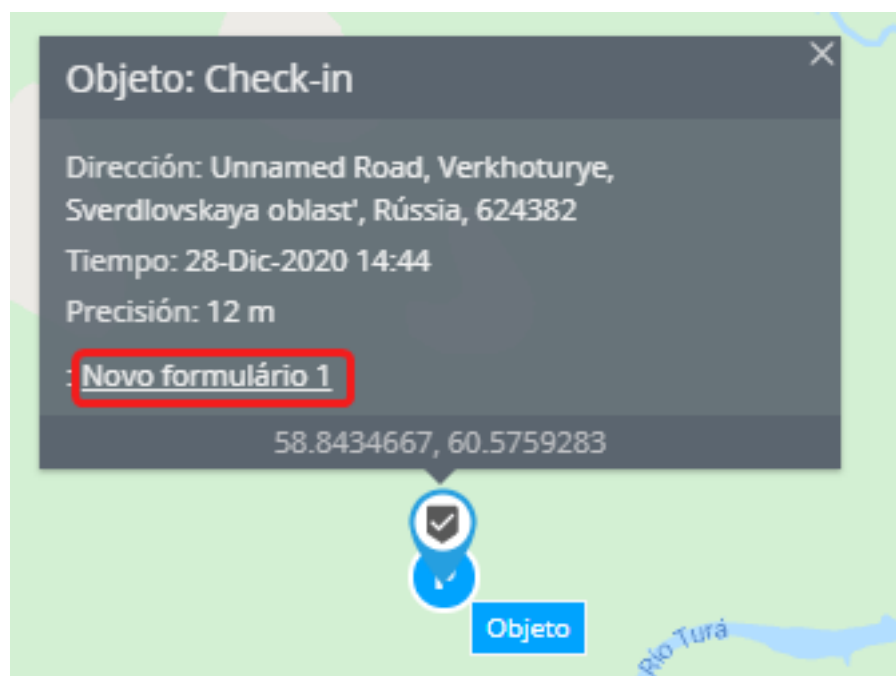 Objeto: Check-in
Dirección: Unnamed Road, Verkhoturye,
Sverdlovskaya oblast', Rússia, 624382
Tiempo: 28-Dic-2020 14:44
Precisión: 12 m
: Novo formulário 1
58.8434667, 60.5759283
Objeto
Río Turá